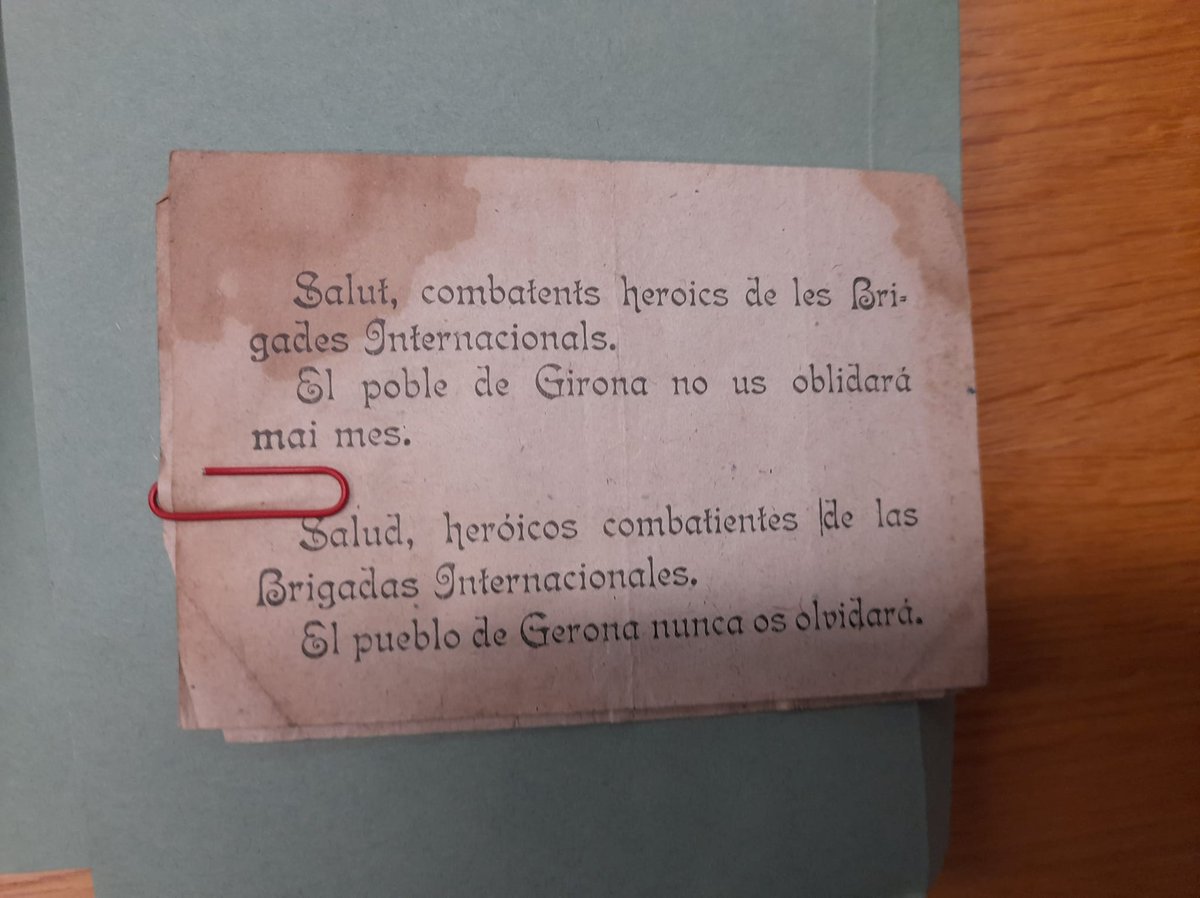 Salut, combatents heroics de les Bri-
gades Internacionals.
El poble de Girona no us oblidará
mai mes.
Salud, heróicos combatientes de las
Brigadas Internacionales.
El pueblo de Gerona nunca os olvidará.